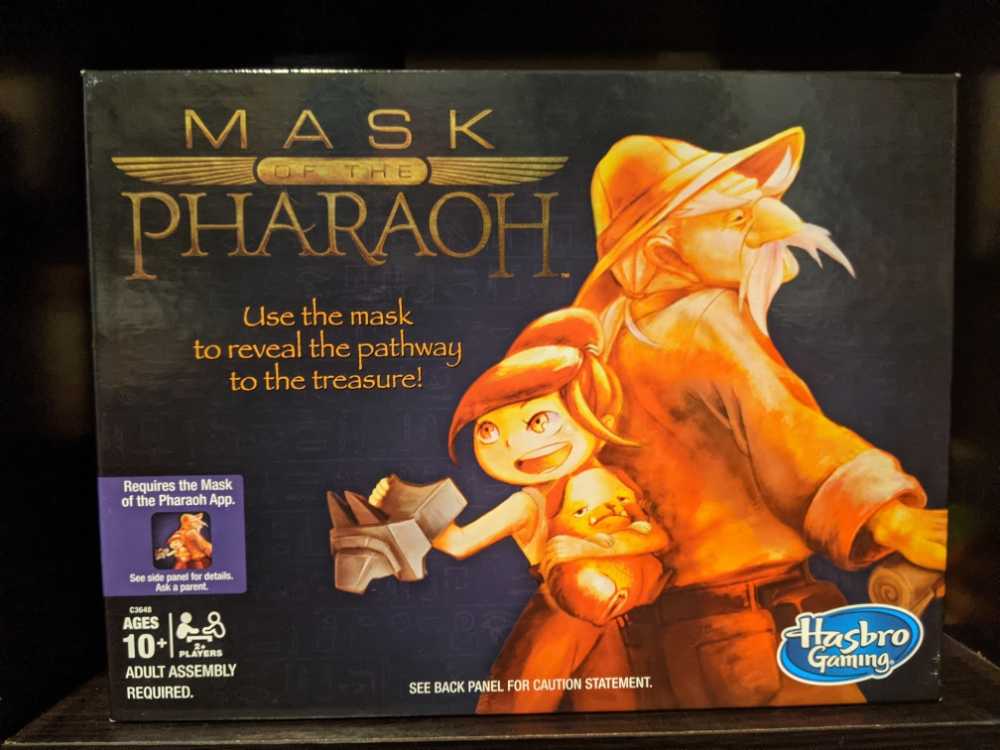 MASK
OF THE
PHARAOH™
Use the mask
to reveal the pathway
to the treasure!
Requires the Mask
of the Pharaoh App.
See side panel for details.
Ask a parent.
C3648
AGES
10+
2+
PLAYERS
ADULT ASSEMBLY
REQUIRED.
SEE BACK PANEL FOR CAUTION STATEMENT.
Hasbro
Gaming